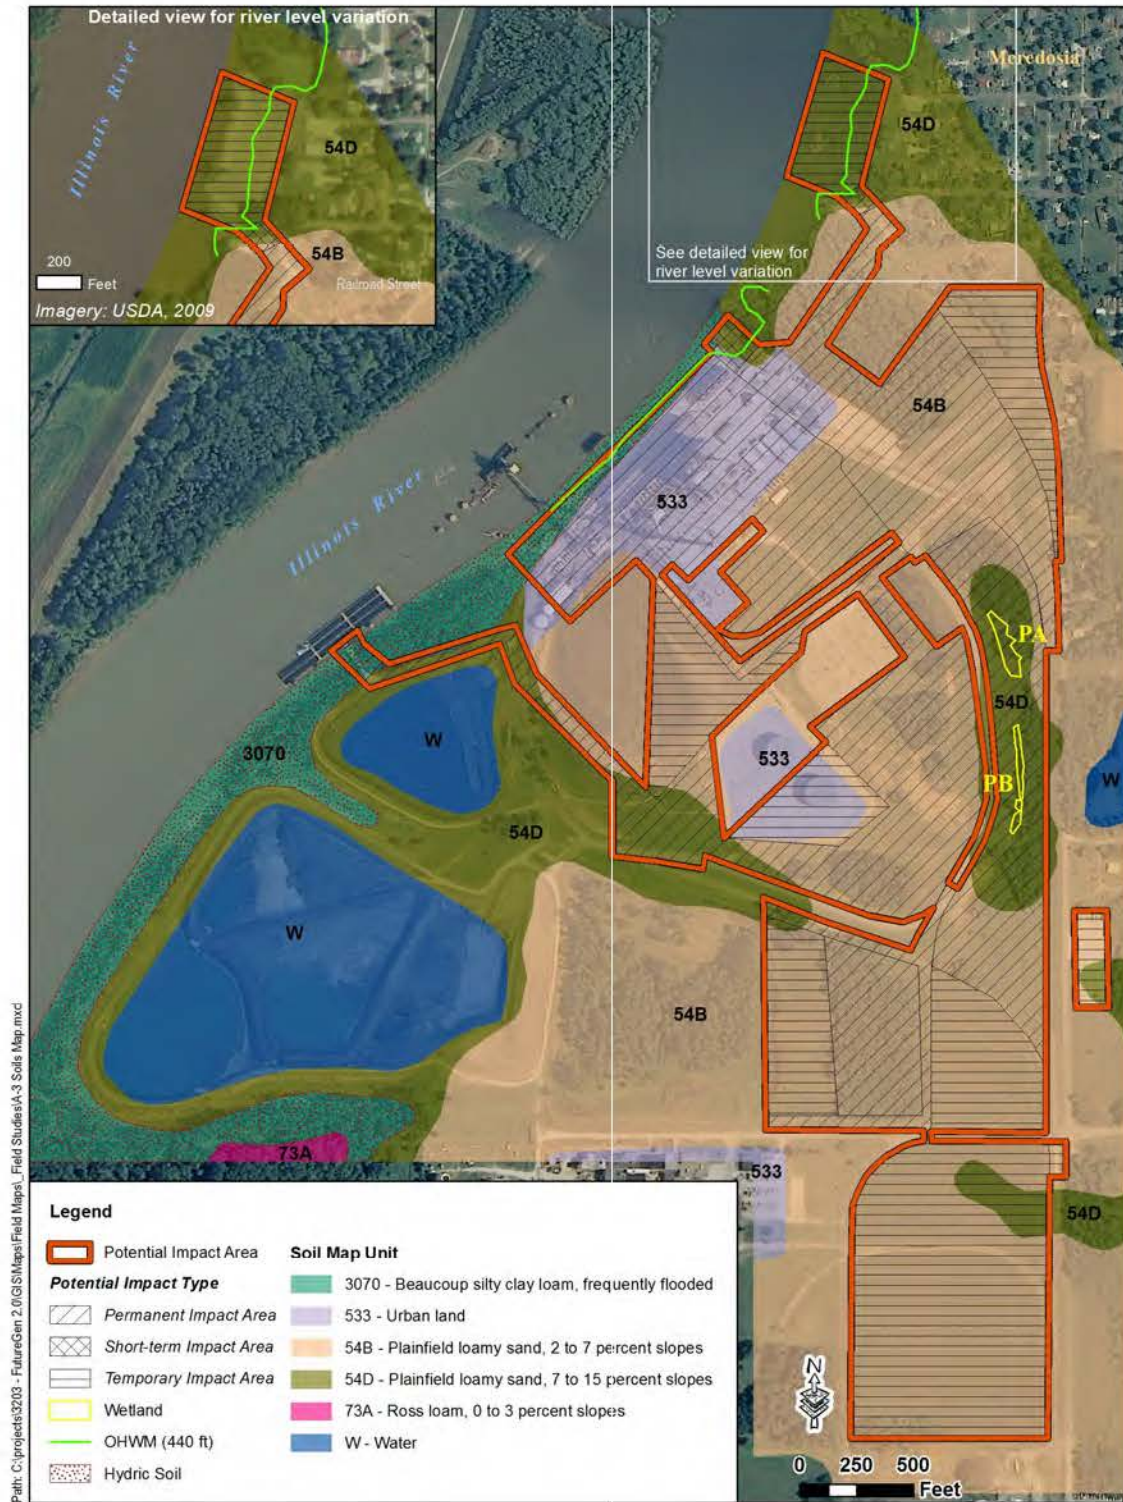 Detailed view for river level variation
Illinois River
54D
54B
200
Feet
Railroad Street
Imagery: USDA, 2009
Meredosia
54D
See detailed view for
river level variation
54B
Illinois River
533
PA
54D
3070
W
533
PB
W
54D
W
54B
73A
533
54D
Legend
Potential Impact Area
Potential Impact Type
Permanent Impact Area
Short-term Impact Area
Temporary Impact Area
Wetland
OHWM (440 ft)
Hydric Soil
Soil Map Unit
3070 - Beaucoup silty clay loam, frequently flooded
533 - Urban land
54B - Plainfield loamy sand, 2 to 7 percent slopes
54D - Plainfield loamy sand, 7 to 15 percent slopes
73A - Ross loam, 0 to 3 percent slopes
W - Water
N
0 250 500
Feet
Path: C:\projects\3203 - FutureGen 2.0\GIS\Maps\Field Maps\_Field Studies\A-3 Soils Map.mxd